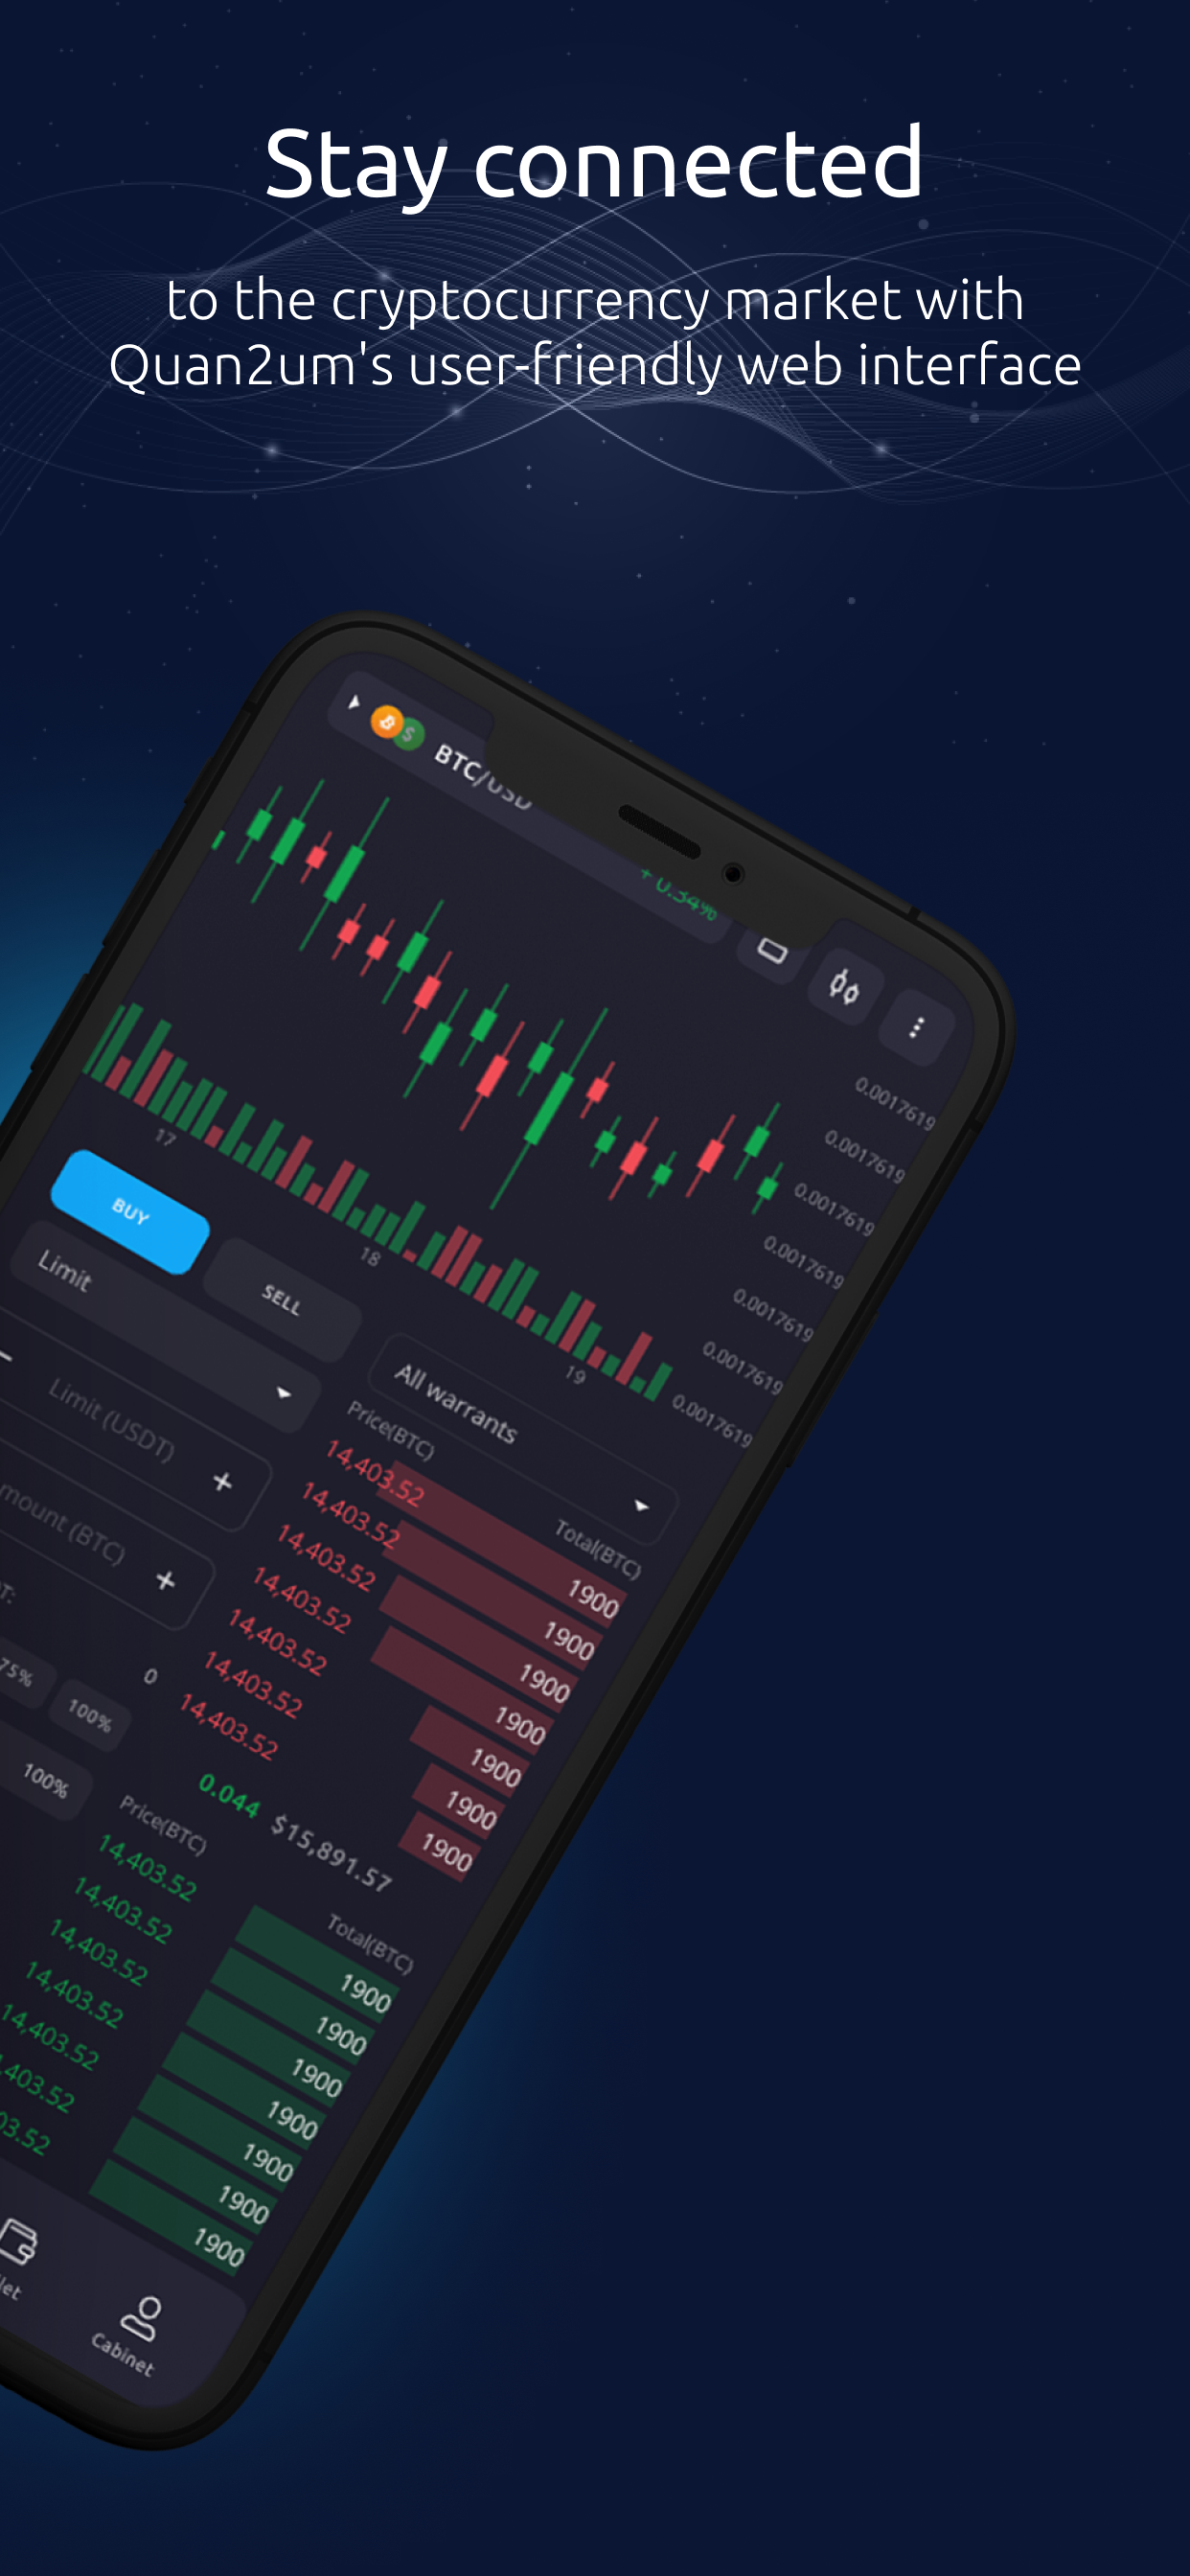 Stay connected
to the cryptocurrency market with
Quan2um's user-friendly web interface
BTC/USD
+ 0.34%
0.0017619
0.0017619
0.0017619
0.0017619
0.0017619
0.0017619
0.0017619
17
18
19
BUY
SELL
Limit
Limit (USDT)
mount (BTC)
T:
0
75%
100%
100%
All warrants
Price(BTC)
Total(BTC)
14,403.52 1900
14,403.52 1900
14,403.52 1900
14,403.52 1900
14,403.52 1900
14,403.52 1900
14,403.52 1900
0.044 $15,891.57
Price(BTC)
Total(BTC)
14,403.52 1900
14,403.52 1900
14,403.52 1900
14,403.52 1900
14,403.52 1900
,403.52 1900
03.52 1900
let
Cabinet